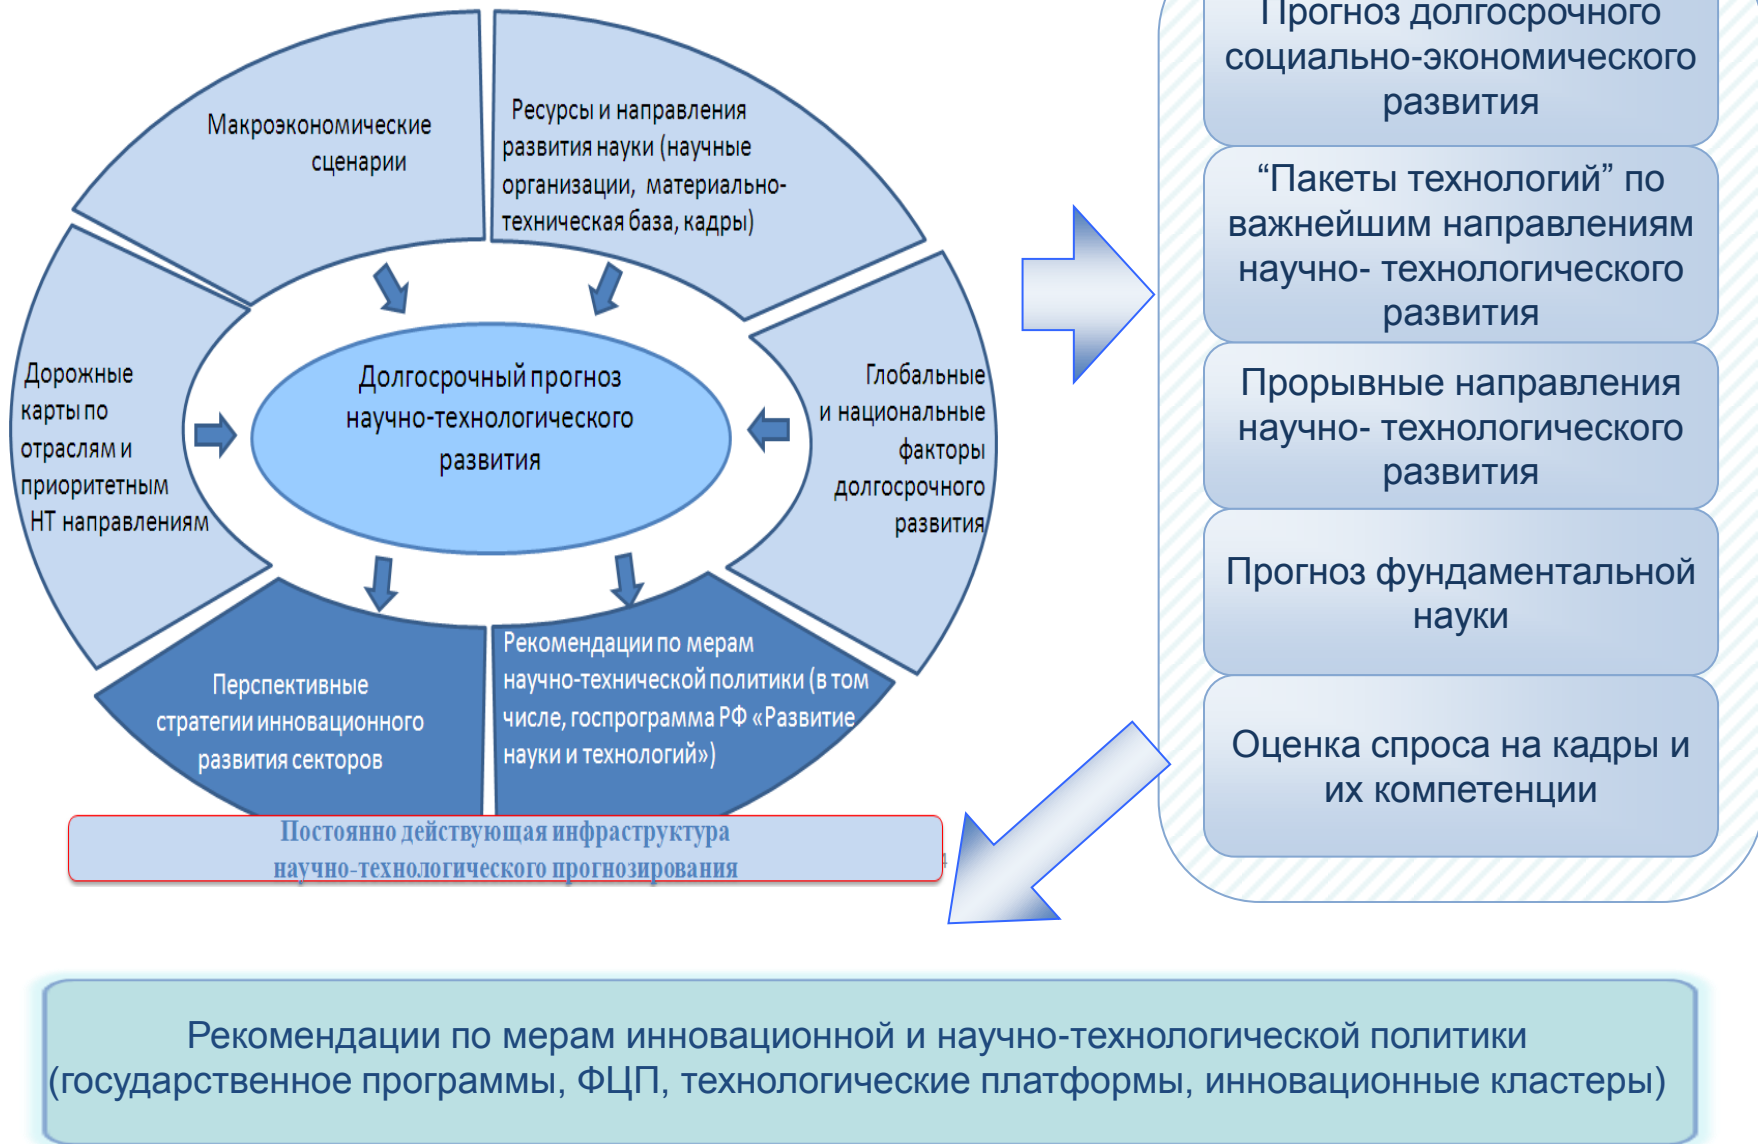 Макроэкономические
сценарии
Ресурсы и направления
развития науки (научные
организации, материально-
техническая база, кадры)
Дорожные
карты по
отраслям и
приоритетным
НТ направлениям
Долгосрочный прогноз
научно-технологического
развития
Глобальные
и национальные
факторы
долгосрочного
развития
Перспективные
стратегии инновационного
развития секторов
Рекомендации по мерам
научно-технической политики (в том
числе, госпрограмма РФ «Развитие
науки и технологий»)
Постоянно действующая инфраструктура
научно-технологического прогнозирования
4
Прогноз долгосрочного
социально-экономического
развития
“Пакеты технологий” по
важнейшим направлениям
научно- технологического
развития
Прорывные направления
научно- технологического
развития
Прогноз фундаментальной
науки
Оценка спроса на кадры и
их компетенции
Рекомендации по мерам инновационной и научно-технологической политики
(государственное программы, ФЦП, технологические платформы, инновационные кластеры)